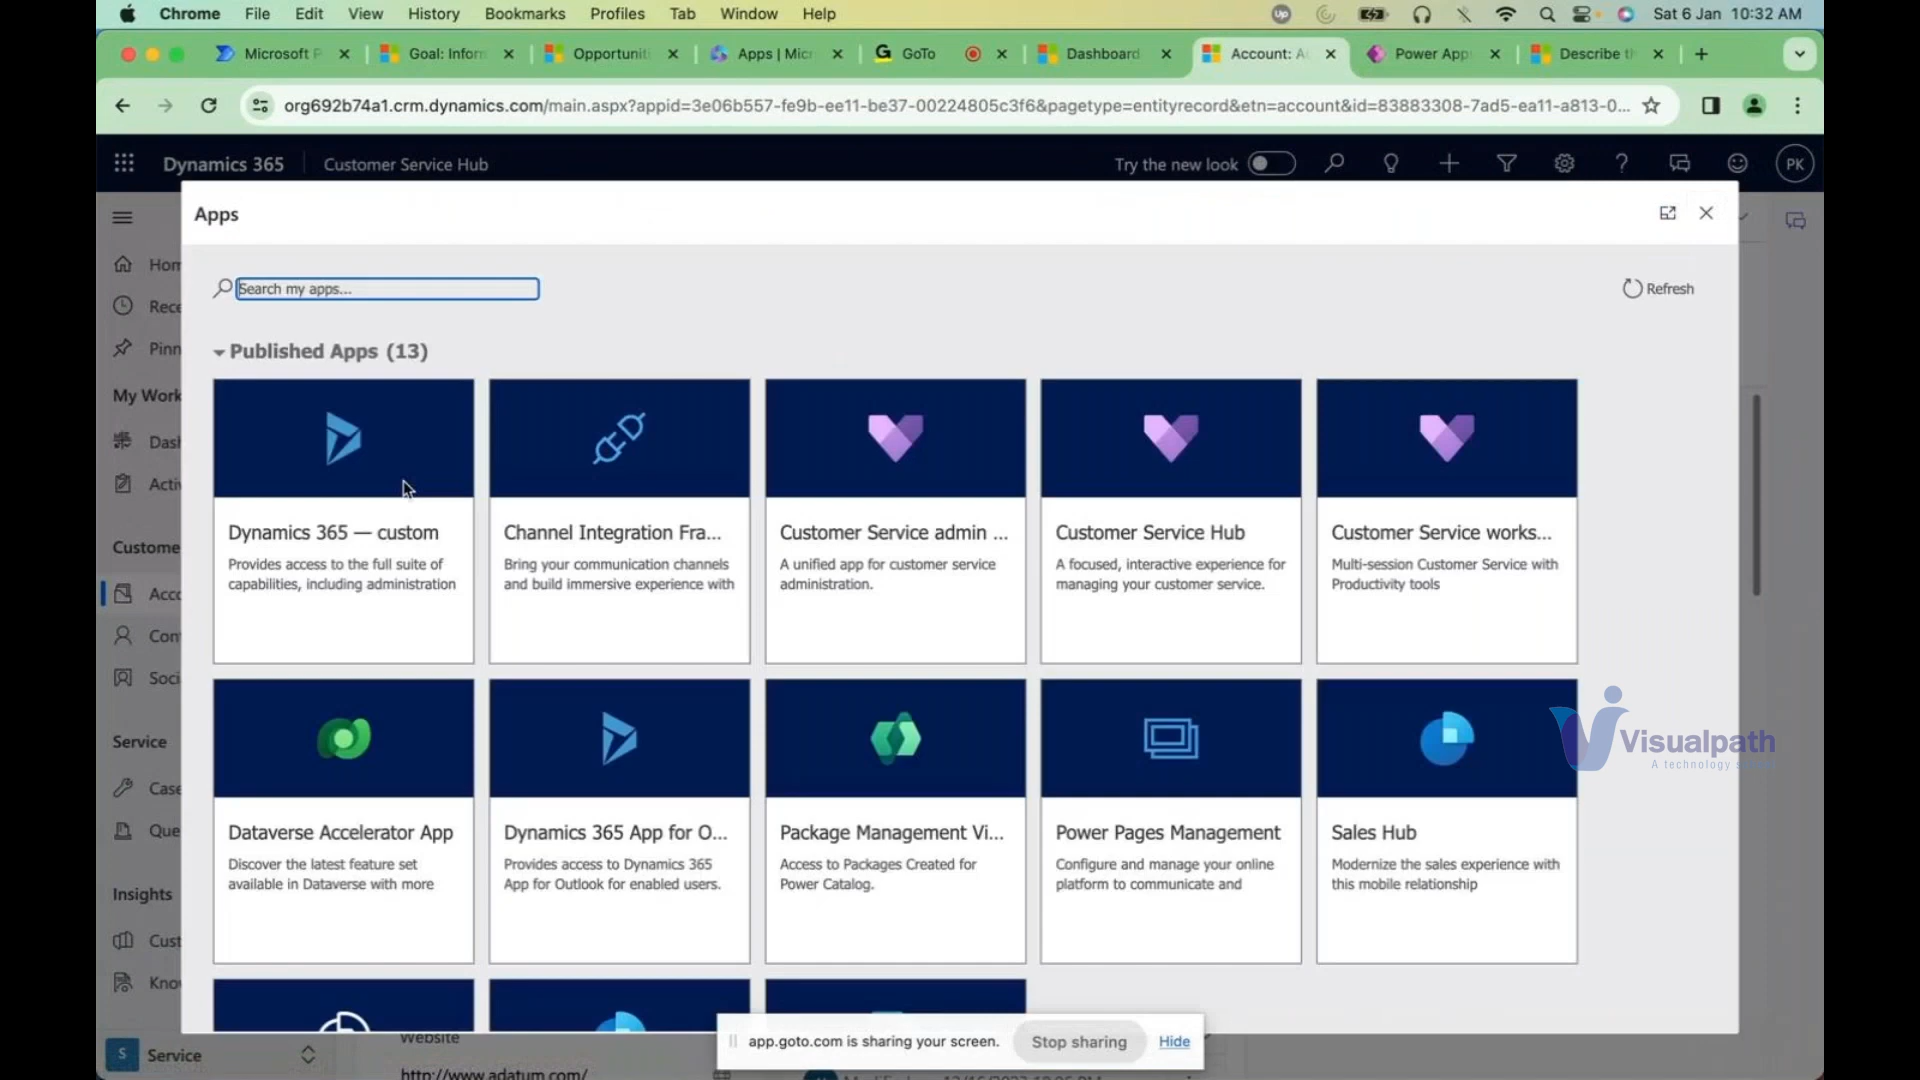 Chrome File Edit View History Bookmarks Profiles Tab Window Help
Up Sat 6 Jan 10:32 AM
Microsoft P Goal: Inform Opportuniti Apps | Micr GoTo Dashboard Account: A Power App Describe th
org692b74a1.crm.dynamics.com/main.aspx?appid=3e06b557-fe9b-ee11-be37-00224805c3f6&pagetype=entityrecord&etn=account&id=83883308-7ad5-ea11-a813-0...
Dynamics 365 Customer Service Hub Try the new look PK
Apps
Search my apps...
Refresh
Published Apps (13)
Hom
Rece
Pinn
My Work
Dash
Activ
Custome
Acco
Con
Soci
Service
Case
Que
Insights
Cust
Kno
S Service
Dynamics 365 — custom
Provides access to the full suite of
capabilities, including administration
Channel Integration Fra...
Bring your communication channels
and build immersive experience with
Customer Service admin ...
A unified app for customer service
administration.
Customer Service Hub
A focused, interactive experience for
managing your customer service.
Customer Service works...
Multi-session Customer Service with
Productivity tools
Dataverse Accelerator App
Discover the latest feature set
available in Dataverse with more
Dynamics 365 App for O...
Provides access to Dynamics 365
App for Outlook for enabled users.
Package Management Vi...
Access to Packages Created for
Power Catalog.
Power Pages Management
Configure and manage your online
platform to communicate and
Sales Hub
Modernize the sales experience with
this mobile relationship
Visualpath
A technology
Website
http://www.adatum.com/
app.goto.com is sharing your screen. Stop sharing Hide